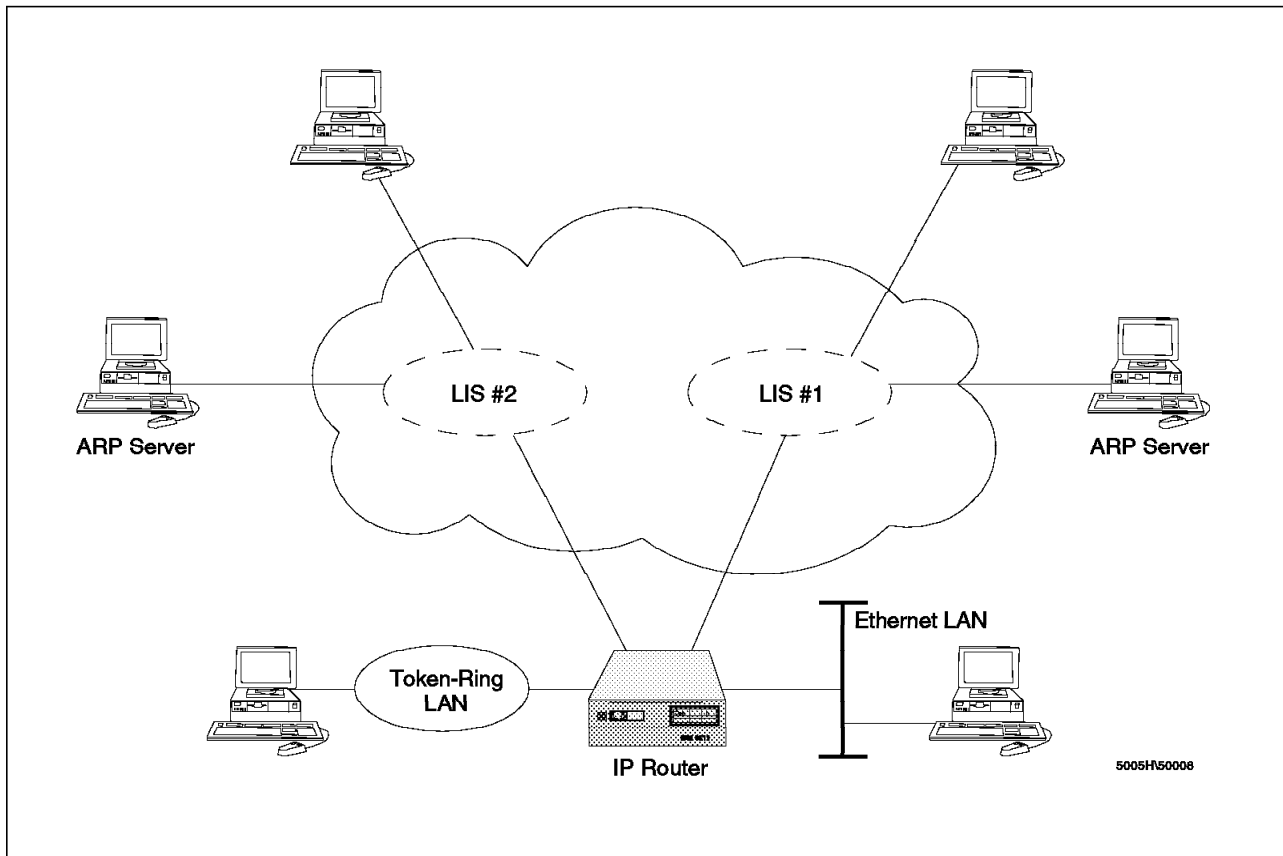 LIS #2
LIS #1
ARP Server
ARP Server
Ethernet LAN
Token-Ring
LAN
IP Router
5005H\50008